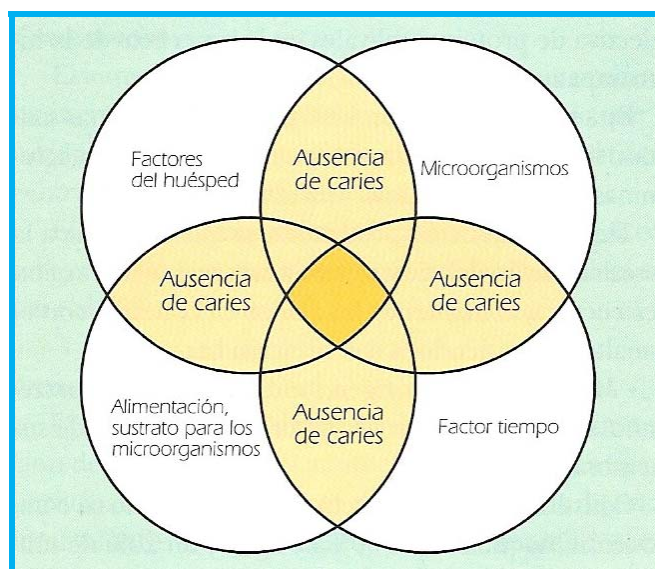 Factores
del huésped
Ausencia
de caries
Microorganismos
Ausencia
de caries
Ausencia
de caries
Alimentación,
sustrato para los
microorganismos
Ausencia
de caries
Factor tiempo